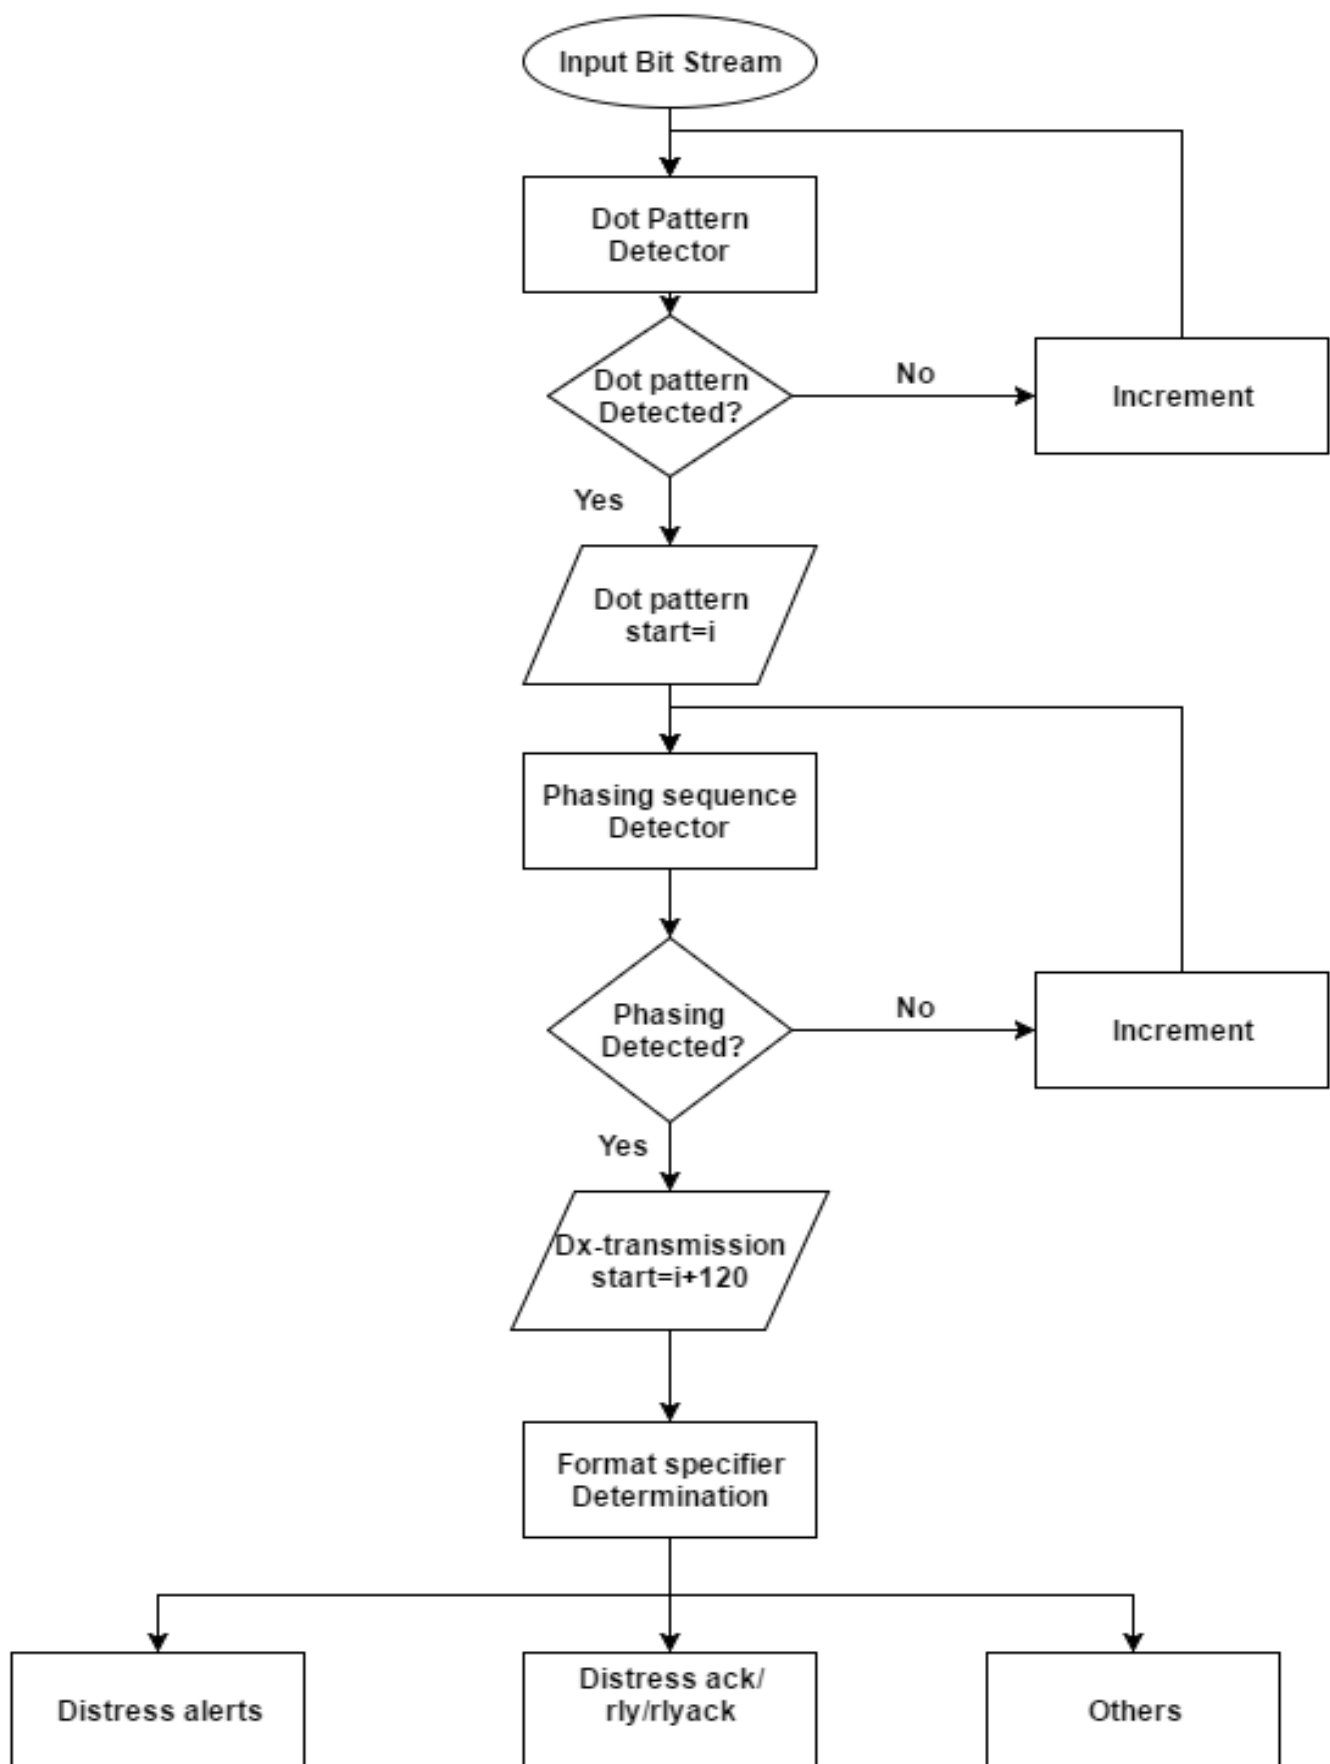 Input Bit Stream
Dot Pattern
Detector
Dot pattern
Detected?
No
Increment
Yes
Dot pattern
start=i
Phasing sequence
Detector
Phasing
Detected?
No
Increment
Yes
Dx-transmission
start=i+120
Format specifier
Determination
Distress alerts
Distress ack/
rly/rlyack
Others